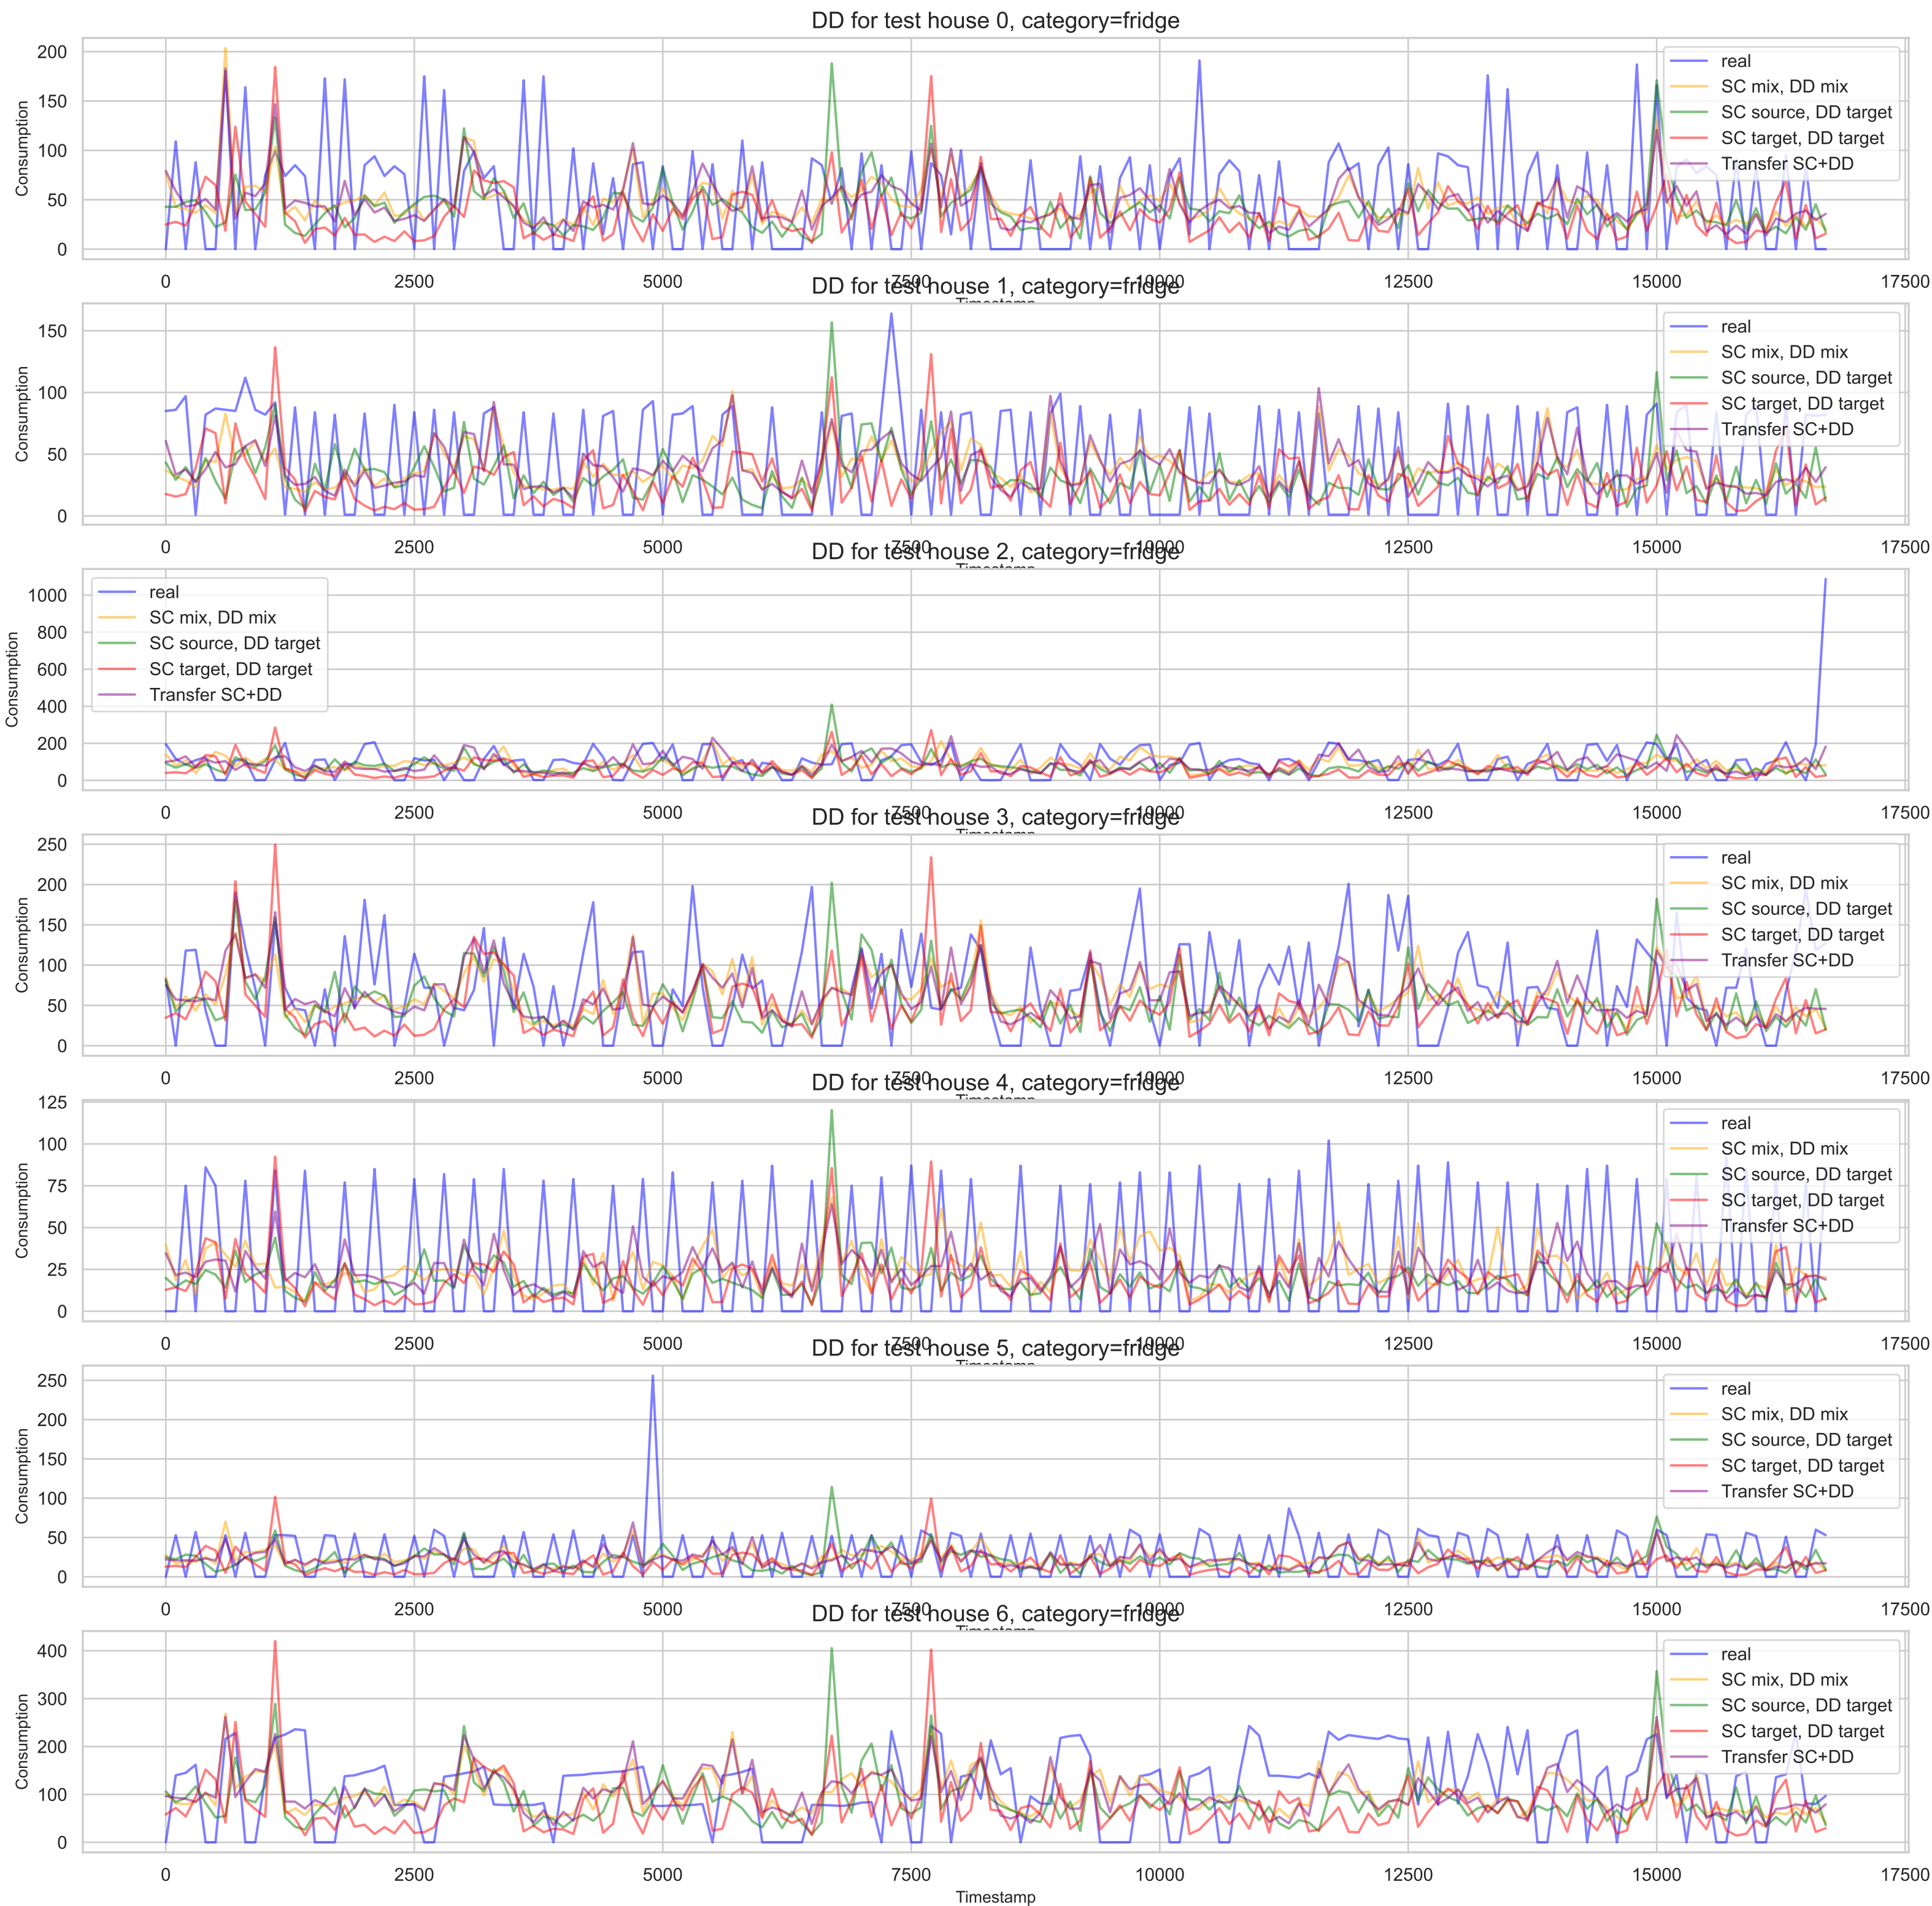 DD for test house 0, category=fridge
200
150
100
50
0
Consumption
real
SC mix, DD mix
SC source, DD target
SC target, DD target
Transfer SC+DD
0 2500 5000 7500 10000 12500 15000 17500
Timestamp
DD for test house 1, category=fridge
150
100
50
0
Consumption
real
SC mix, DD mix
SC source, DD target
SC target, DD target
Transfer SC+DD
0 2500 5000 7500 10000 12500 15000 17500
Timestamp
DD for test house 2, category=fridge
1000
800
600
400
200
0
Consumption
real
SC mix, DD mix
SC source, DD target
SC target, DD target
Transfer SC+DD
0 2500 5000 7500 10000 12500 15000 17500
Timestamp
DD for test house 3, category=fridge
250
200
150
100
50
0
Consumption
real
SC mix, DD mix
SC source, DD target
SC target, DD target
Transfer SC+DD
0 2500 5000 7500 10000 12500 15000 17500
Timestamp
DD for test house 4, category=fridge
125
100
75
50
25
0
Consumption
real
SC mix, DD mix
SC source, DD target
SC target, DD target
Transfer SC+DD
0 2500 5000 7500 10000 12500 15000 17500
Timestamp
DD for test house 5, category=fridge
250
200
150
100
50
0
Consumption
real
SC mix, DD mix
SC source, DD target
SC target, DD target
Transfer SC+DD
0 2500 5000 7500 10000 12500 15000 17500
Timestamp
DD for test house 6, category=fridge
400
300
200
100
0
Consumption
real
SC mix, DD mix
SC source, DD target
SC target, DD target
Transfer SC+DD
0 2500 5000 7500 10000 12500 15000 17500
Timestamp